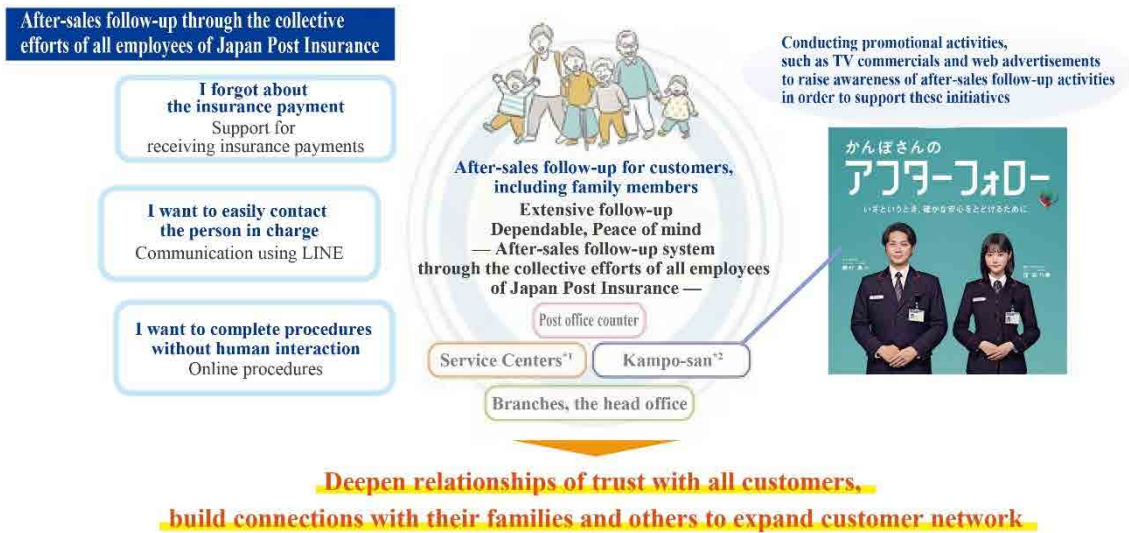 After-sales follow-up through the collective
efforts of all employees of Japan Post Insurance
I forgot about
the insurance payment
Support for
receiving insurance payments
I want to easily contact
the person in charge
Communication using LINE
I want to complete procedures
without human interaction
Online procedures
After-sales follow-up for customers,
including family members
Extensive follow-up
Dependable, Peace of mind
— After-sales follow-up system
through the collective efforts of all employees
of Japan Post Insurance —
Post office counter
Service Centers*1
Kampo-san*2
Branches, the head office
Conducting promotional activities,
such as TV commercials and web advertisements
to raise awareness of after-sales follow-up activities
in order to support these initiatives
かんぽさんの
アフターフォロー
いざというとき、確かな安心をとどけるために
Deepen relationships of trust with all customers,
build connections with their families and others to expand customer network